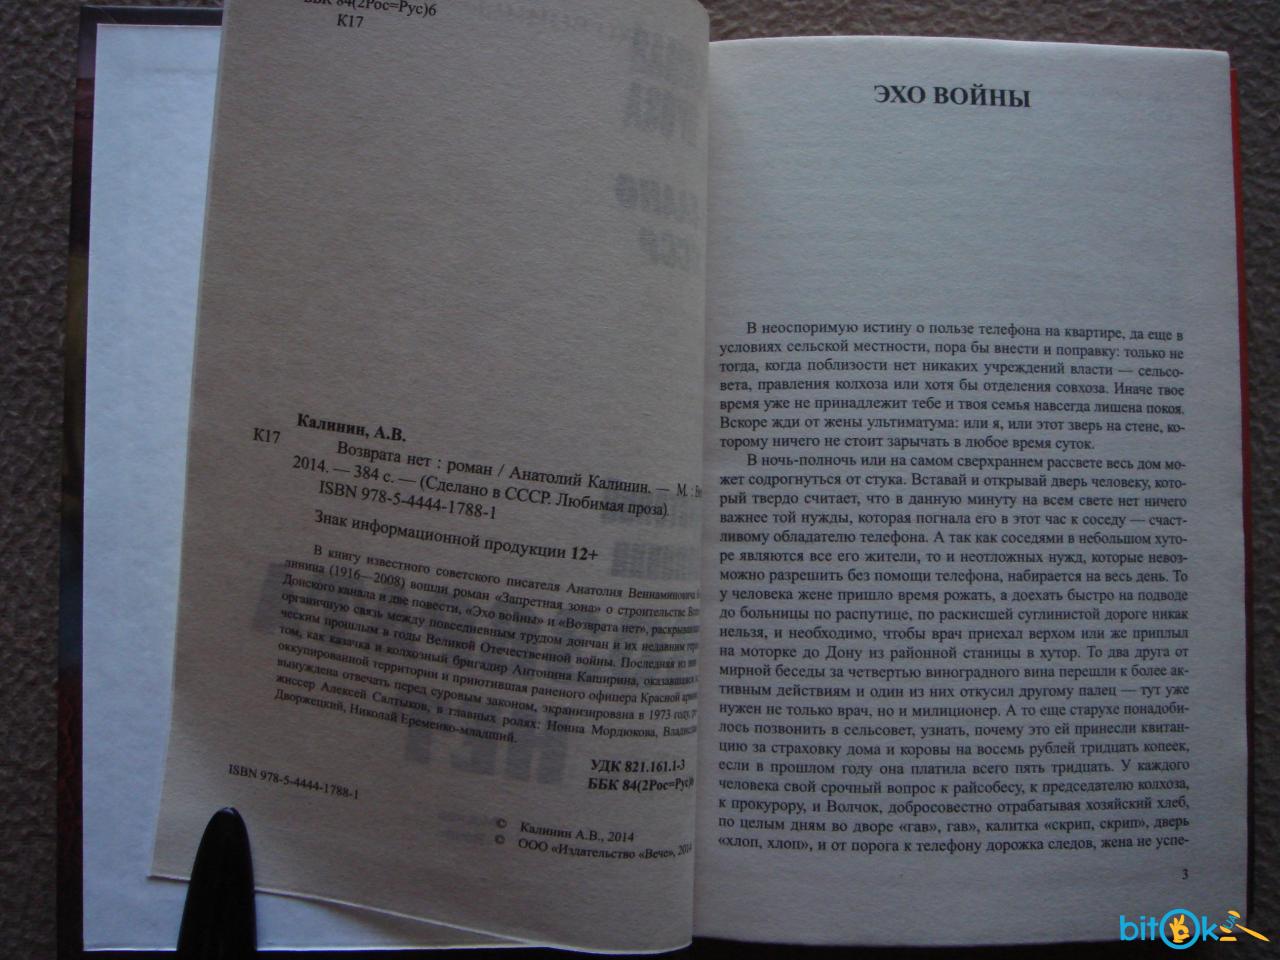 ББК 84(2Рос=Рус)6
К17
Калинин, А.В.
К17
Возврата нет : роман / Анатолий Калинин. — М. :
2014. — 384 с. — (Сделано в СССР. Любимая проза).
ISBN 978-5-4444-1788-1
Знак информационной продукции 12+
В книгу известного советского писателя Анатолия Вениаминовича
линина (1916—2008) вошли роман «Запретная зона» о строительстве
Донского канала и две повести, «Эхо войны» и «Возврата нет»,
органичную связь между повседневным трудом дончан и их недавним
ческим прошлым в годы Великой Отечественной войны. Последняя из
том, как казачка и колхозный бригадир Антонина Каширина,
оккупированной территории и приютившая раненого офицера Красной
вынуждена отвечать перед суровым законом, экранизирована в 1973 году,
жиссер Алексей Салтыков, в главных ролях: Нонна Мордюкова,
Дворжецкий, Николай Еременко-младший.
УДК 821.161.1-3
ББК 84(2Рос=Рус)6
ISBN 978-5-4444-1788-1
© Калинин А.В., 2014
© ООО «Издательство «Вече», 2014
ЭХО ВОЙНЫ
В неоспоримую истину о пользе телефона на квартире, да еще в
условиях сельской местности, пора бы внести и поправку: только не
тогда, когда поблизости нет никаких учреждений власти — сельсо-
вета, правления колхоза или хотя бы отделения совхоза. Иначе твое
время уже не принадлежит тебе и твоя семья навсегда лишена покоя.
Вскоре жди от жены ультиматума: или я, или этот зверь на стене, ко-
торому ничего не стоит зарычать в любое время суток.
В ночь-полночь или на самом сверхраннем рассвете весь дом мо-
жет содрогнуться от стука. Вставай и открывай дверь человеку, кото-
рый твердо считает, что в данную минуту на всем свете нет ничего
важнее той нужды, которая погнала его в этот час к соседу — счаст-
ливому обладателю телефона. А так как соседями в небольшом хуто-
ре являются все его жители, то и неотложных нужд, которые невоз-
можно разрешить без помощи телефона, набирается на весь день. То
у человека жене пришло время рожать, а доехать быстро на подводе
до больницы по распутице, по раскисшей суглинистой дороге никак
нельзя, и необходимо, чтобы врач приехал верхом или же приплыл
на моторке до Дону из районной станицы в хутор. То два друга от
мирной беседы за четвертью виноградного вина перешли к более ак-
тивным действиям и один из них откусил другому палец — тут уже
нужен не только врач, но и милиционер. А то еще старухе понадоби-
лось позвонить в сельсовет, узнать, почему это ей принесли квитан-
цию за страховку дома и коровы на восемь рублей тридцать копеек,
если в прошлом году она платила всего пять тридцать. У каждого
человека свой срочный вопрос к райсобесу, к председателю колхоза,
к прокурору, и Волчок, добросовестно отрабатывая хозяйский хлеб,
по целым дням во дворе «гав», гав», калитка «скрип, скрип», дверь
«хлоп, хлоп», и от порога к телефону дорожка следов, жена не успе-
3
bitOk